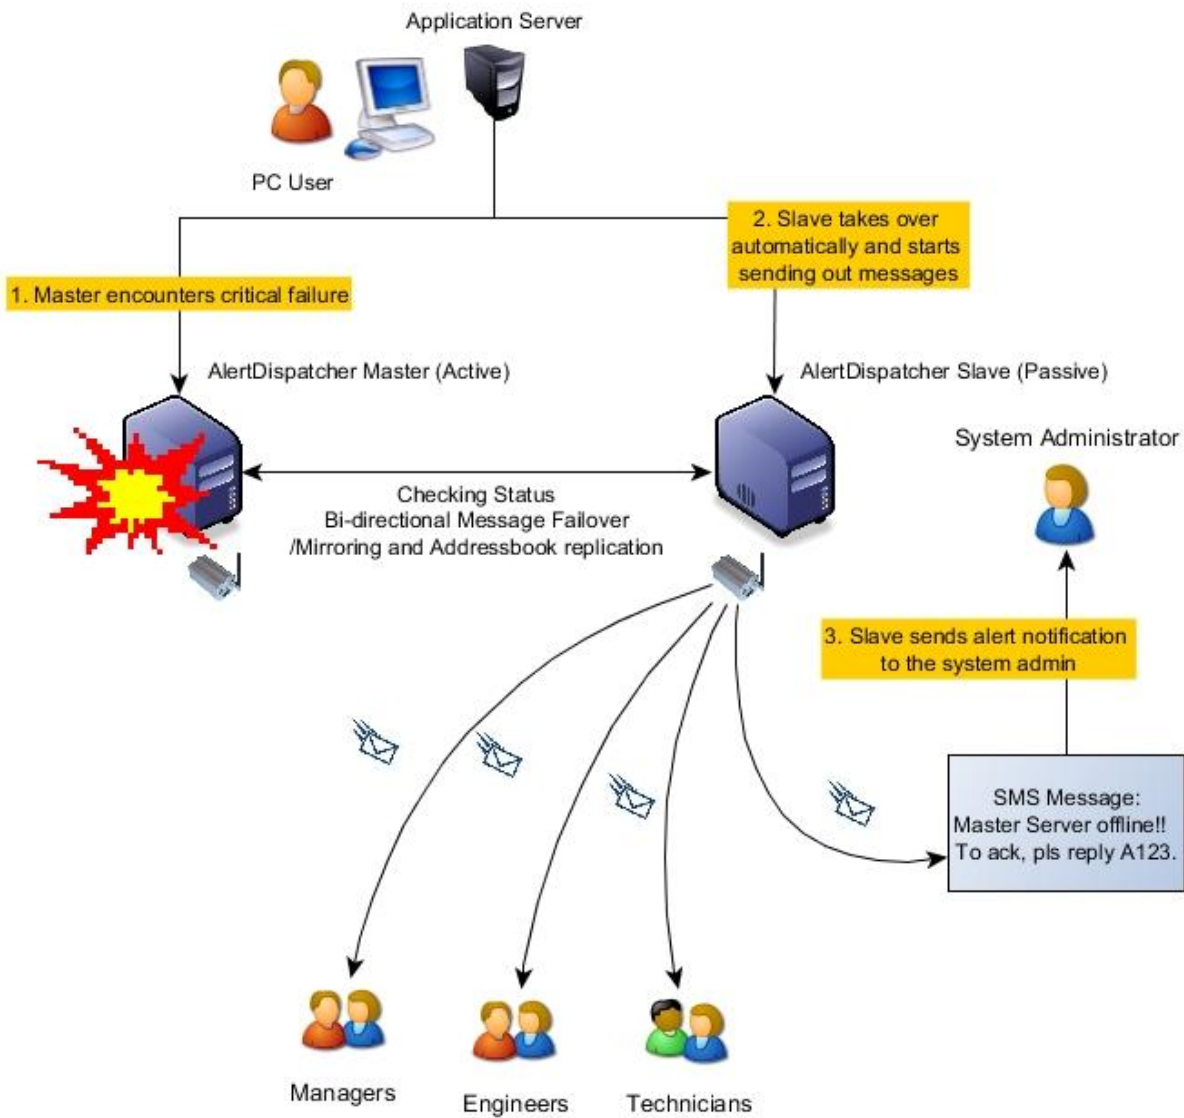 Application Server
PC User
2. Slave takes over
automatically and starts
sending out messages
1. Master encounters critical failure
AlertDispatcher Master (Active)
AlertDispatcher Slave (Passive)
System Administrator
Checking Status
Bi-directional Message Failover
/Mirroring and Addressbook replication
3. Slave sends alert notification
to the system admin
SMS Message:
Master Server offline!!
To ack, pls reply A123.
Managers
Engineers
Technicians